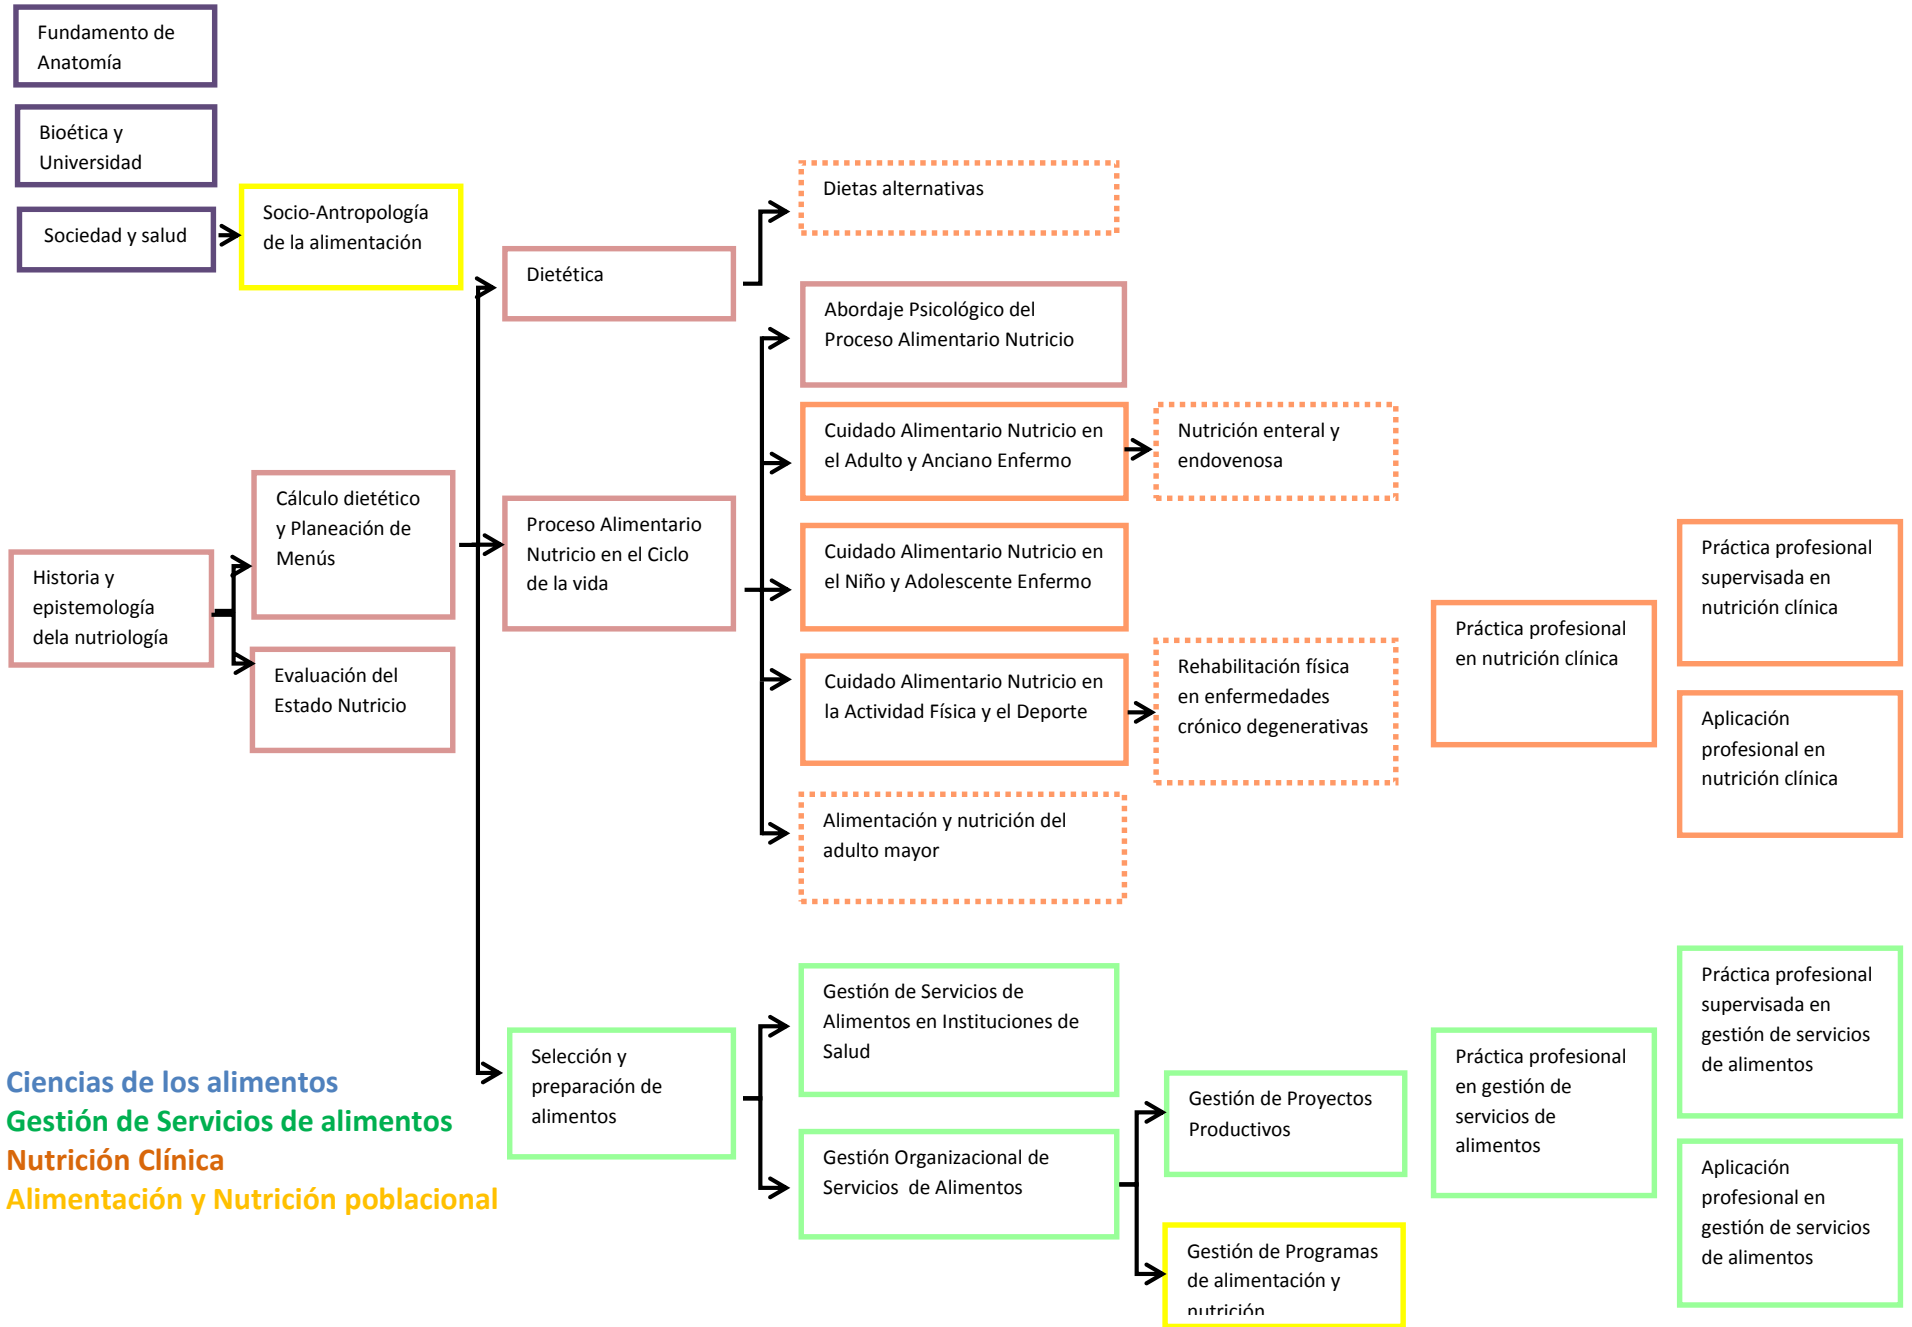 Fundamento de
Anatomía
Bioética y
Universidad
Sociedad y salud
Socio-Antropología
de la alimentación
Historia y
epistemología
dela nutriología
Cálculo dietético
y Planeación de
Menús
Evaluación del
Estado Nutricio
Dietética
Proceso Alimentario
Nutricio en el Ciclo
de la vida
Selección y
preparación de
alimentos
Dietas alternativas
Abordaje Psicológico del
Proceso Alimentario Nutricio
Cuidado Alimentario Nutricio en
el Adulto y Anciano Enfermo
Cuidado Alimentario Nutricio en
el Niño y Adolescente Enfermo
Cuidado Alimentario Nutricio en
la Actividad Física y el Deporte
Alimentación y nutrición del
adulto mayor
Gestión de Servicios de
Alimentos en Instituciones de
Salud
Gestión Organizacional de
Servicios de Alimentos
Nutrición enteral y
endovenosa
Rehabilitación física
en enfermedades
crónico degenerativas
Gestión de Proyectos
Productivos
Gestión de Programas
de alimentación y
nutrición
Práctica profesional
en nutrición clínica
Práctica profesional
en gestión de
servicios de
alimentos
Práctica profesional
supervisada en
nutrición clínica
Aplicación
profesional en
nutrición clínica
Práctica profesional
supervisada en
gestión de servicios
de alimentos
Aplicación
profesional en
gestión de servicios
de alimentos
Ciencias de los alimentos
Gestión de Servicios de alimentos
Nutrición Clínica
Alimentación y Nutrición poblacional